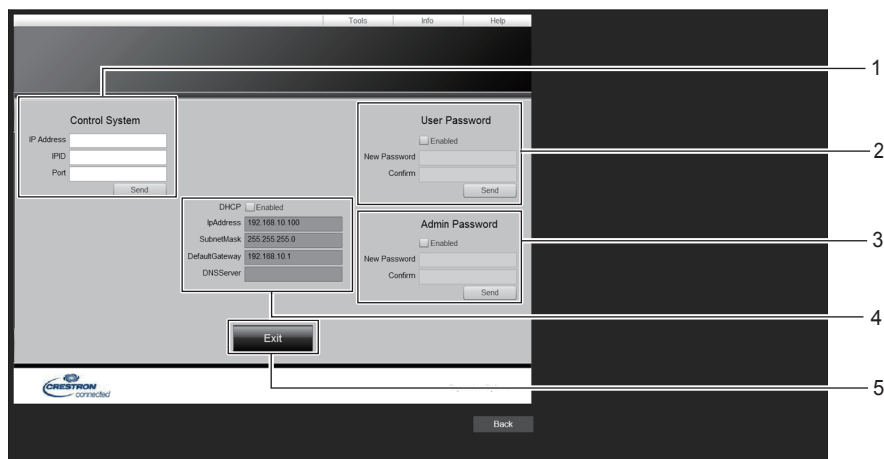 Tools Info Help
1
Control System
IP Address
IPID
Port
Send
User Password
Enabled
New Password
Confirm
Send
2
DHCP Enabled
IpAddress 192.168.10.100
SubnetMask 255.255.255.0
DefaultGateway 192.168.10.1
DNSServer
Admin Password
Enabled
New Password
Confirm
Send
3
4
Exit
5
CRESTRON
connected
Back